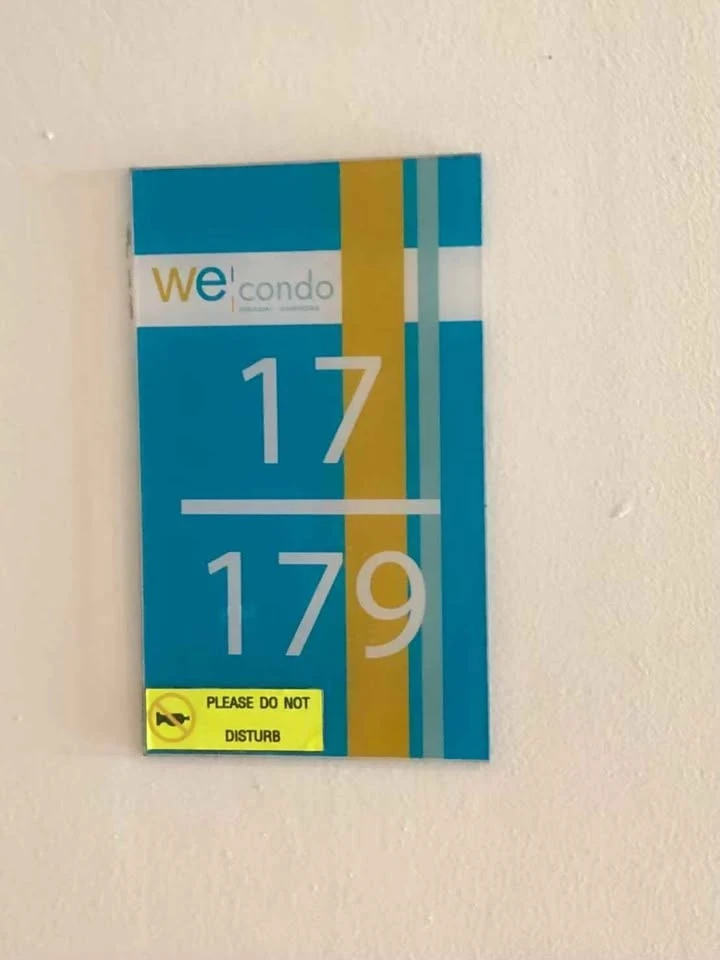 we condo
17
179
PLEASE DO NOT
DISTURB